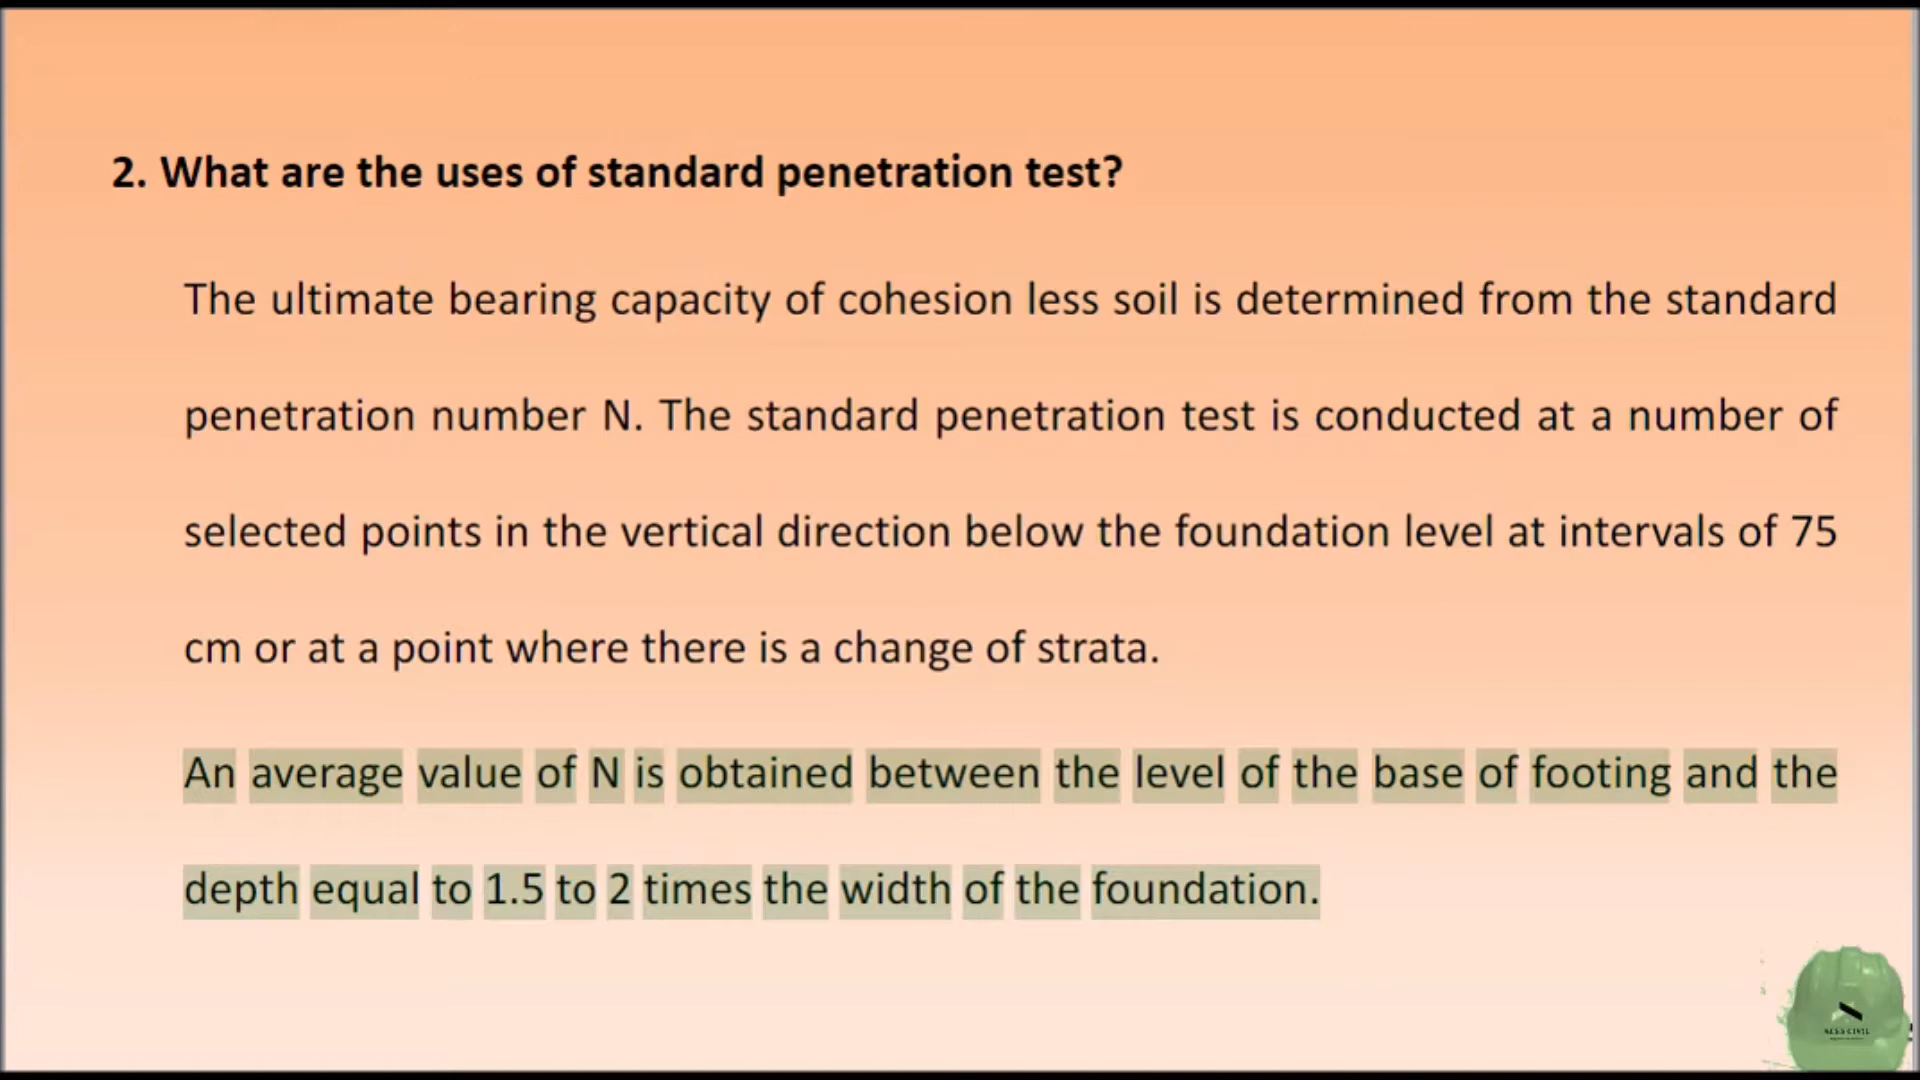 2. What are the uses of standard penetration test?
The ultimate bearing capacity of cohesion less soil is determined from the standard
penetration number N. The standard penetration test is conducted at a number of
selected points in the vertical direction below the foundation level at intervals of 75
cm or at a point where there is a change of strata.
An average value of N is obtained between the level of the base of footing and the
depth equal to 1.5 to 2 times the width of the foundation.